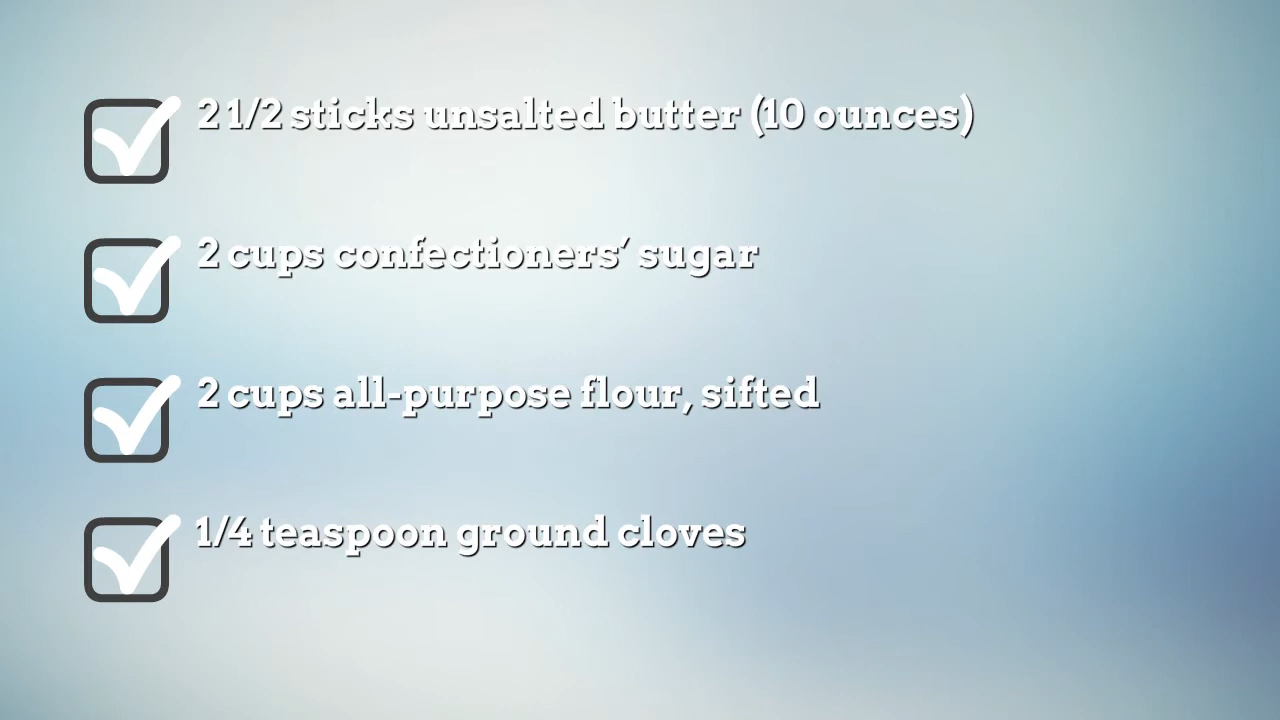 2 1/2 sticks unsalted butter (10 ounces)
2 cups confectioners’ sugar
2 cups all-purpose flour, sifted
1/4 teaspoon ground cloves